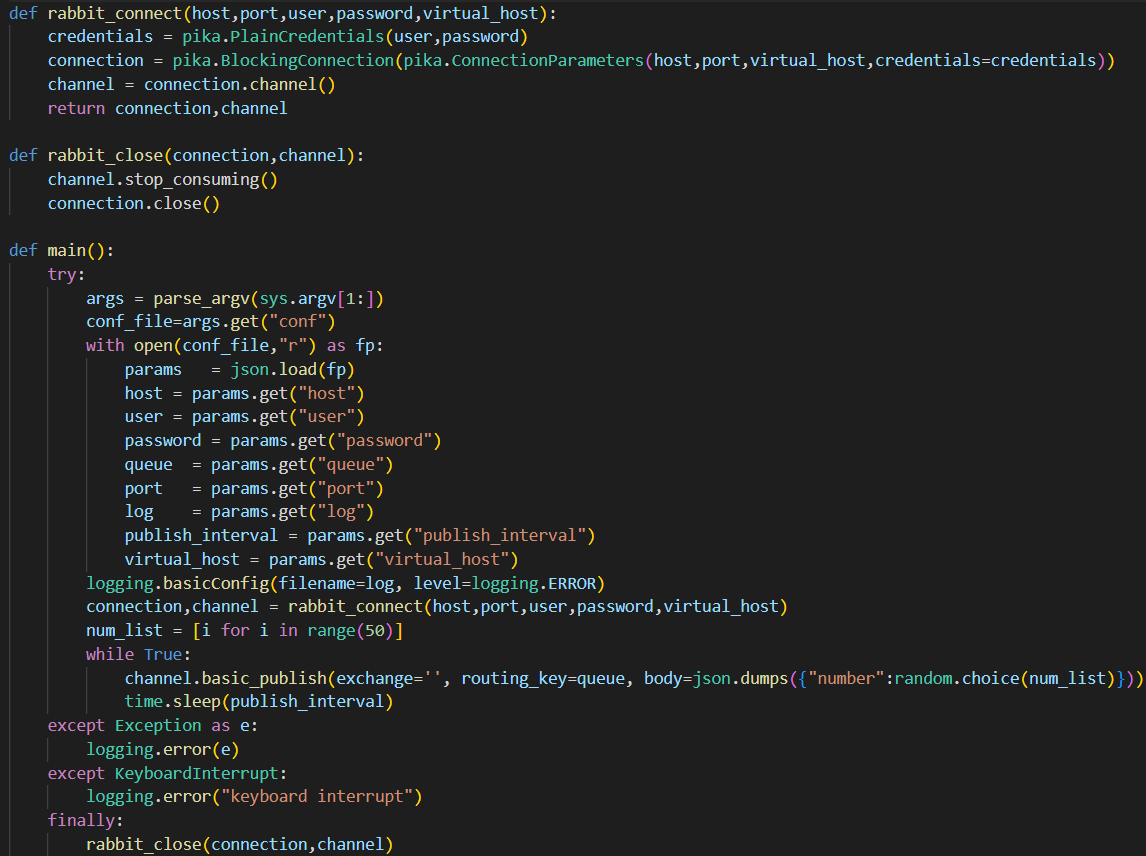 def rabbit_connect(host,port,user,password,virtual_host):
    credentials = pika.PlainCredentials(user,password)
    connection = pika.BlockingConnection(pika.ConnectionParameters(host,port,virtual_host,credentials=credentials))
    channel = connection.channel()
    return connection,channel

def rabbit_close(connection,channel):
    channel.stop_consuming()
    connection.close()

def main():
    try:
        args = parse_argv(sys.argv[1:])
        conf_file=args.get("conf")
        with open(conf_file,"r") as fp:
            params   = json.load(fp)
            host = params.get("host")
            user = params.get("user")
            password = params.get("password")
            queue  = params.get("queue")
            port   = params.get("port")
            log    = params.get("log")
            publish_interval = params.get("publish_interval")
            virtual_host = params.get("virtual_host")
        logging.basicConfig(filename=log, level=logging.ERROR)
        connection,channel = rabbit_connect(host,port,user,password,virtual_host)
        num_list = [i for i in range(50)]
        while True:
            channel.basic_publish(exchange='', routing_key=queue, body=json.dumps({"number":random.choice(num_list)}))
            time.sleep(publish_interval)
    except Exception as e:
        logging.error(e)
    except KeyboardInterrupt:
        logging.error("keyboard interrupt")
    finally:
        rabbit_close(connection,channel)